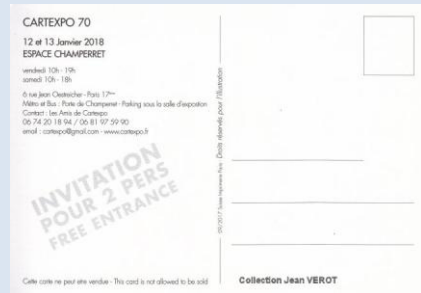 CARTEXPO 70
12 et 13 Janvier 2018
ESPACE CHAMPERRET
vendredi 10h - 19h
samedi 10h - 18h
6 rue Jean Oestreicher - Paris 17ème
Métro et Bus : Porte de Champerret - Parking sous la salle d'exposition
Contact : Les Amis de Cartexpo
06 74 20 18 94 / 06 81 97 59 90
email : cartexpo@gmail.com - www.cartexpo.fr
INVITATION
POUR 2 PERS
FREE ENTRANCE
Cette carte ne peut etre vendue - This card is not allowed to be sold
Droits réservés pour l'illustration
Collection Jean VEROT